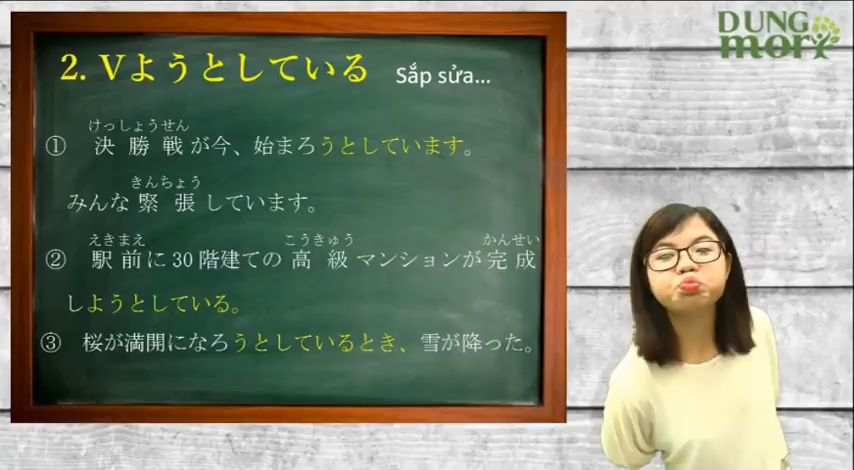 DUNG
mori
2. Vようとしている Sắp sửa...
けっしょうせん
① 決勝戦が今、始まろうとしています。
きんちょう
みんな緊張しています。
えきまえ こうきゅう かんせい
② 駅前に30階建ての高級マンションが完成
しようとしている。
③ 桜が満開になろうとしているとき、雪が降った。